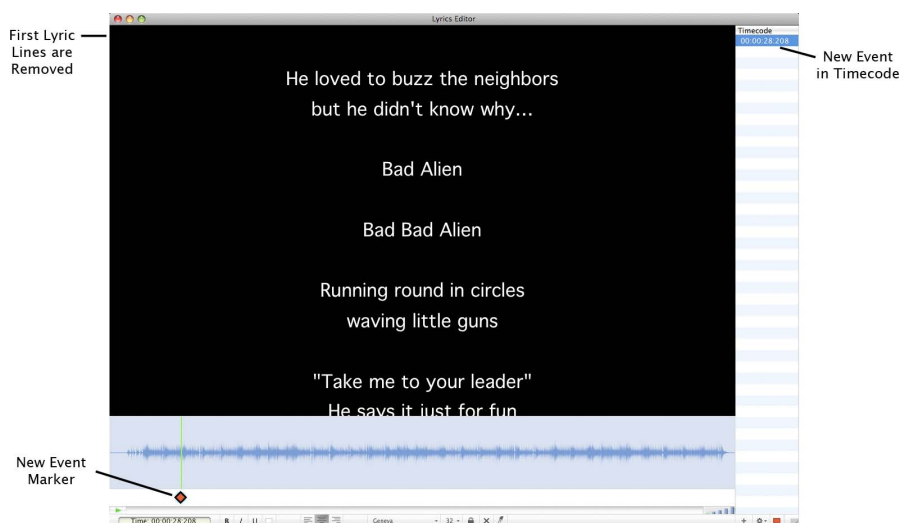 Lyrics Editor
First Lyric
Lines are
Removed
Timecode
00:00:28:208
New Event
in Timecode
He loved to buzz the neighbors
but he didn't know why...
Bad Alien
Bad Bad Alien
Running round in circles
waving little guns
"Take me to your leader"
He says it just for fun
New Event
Marker
Time: 00:00:28:208 B I U Geneva 32